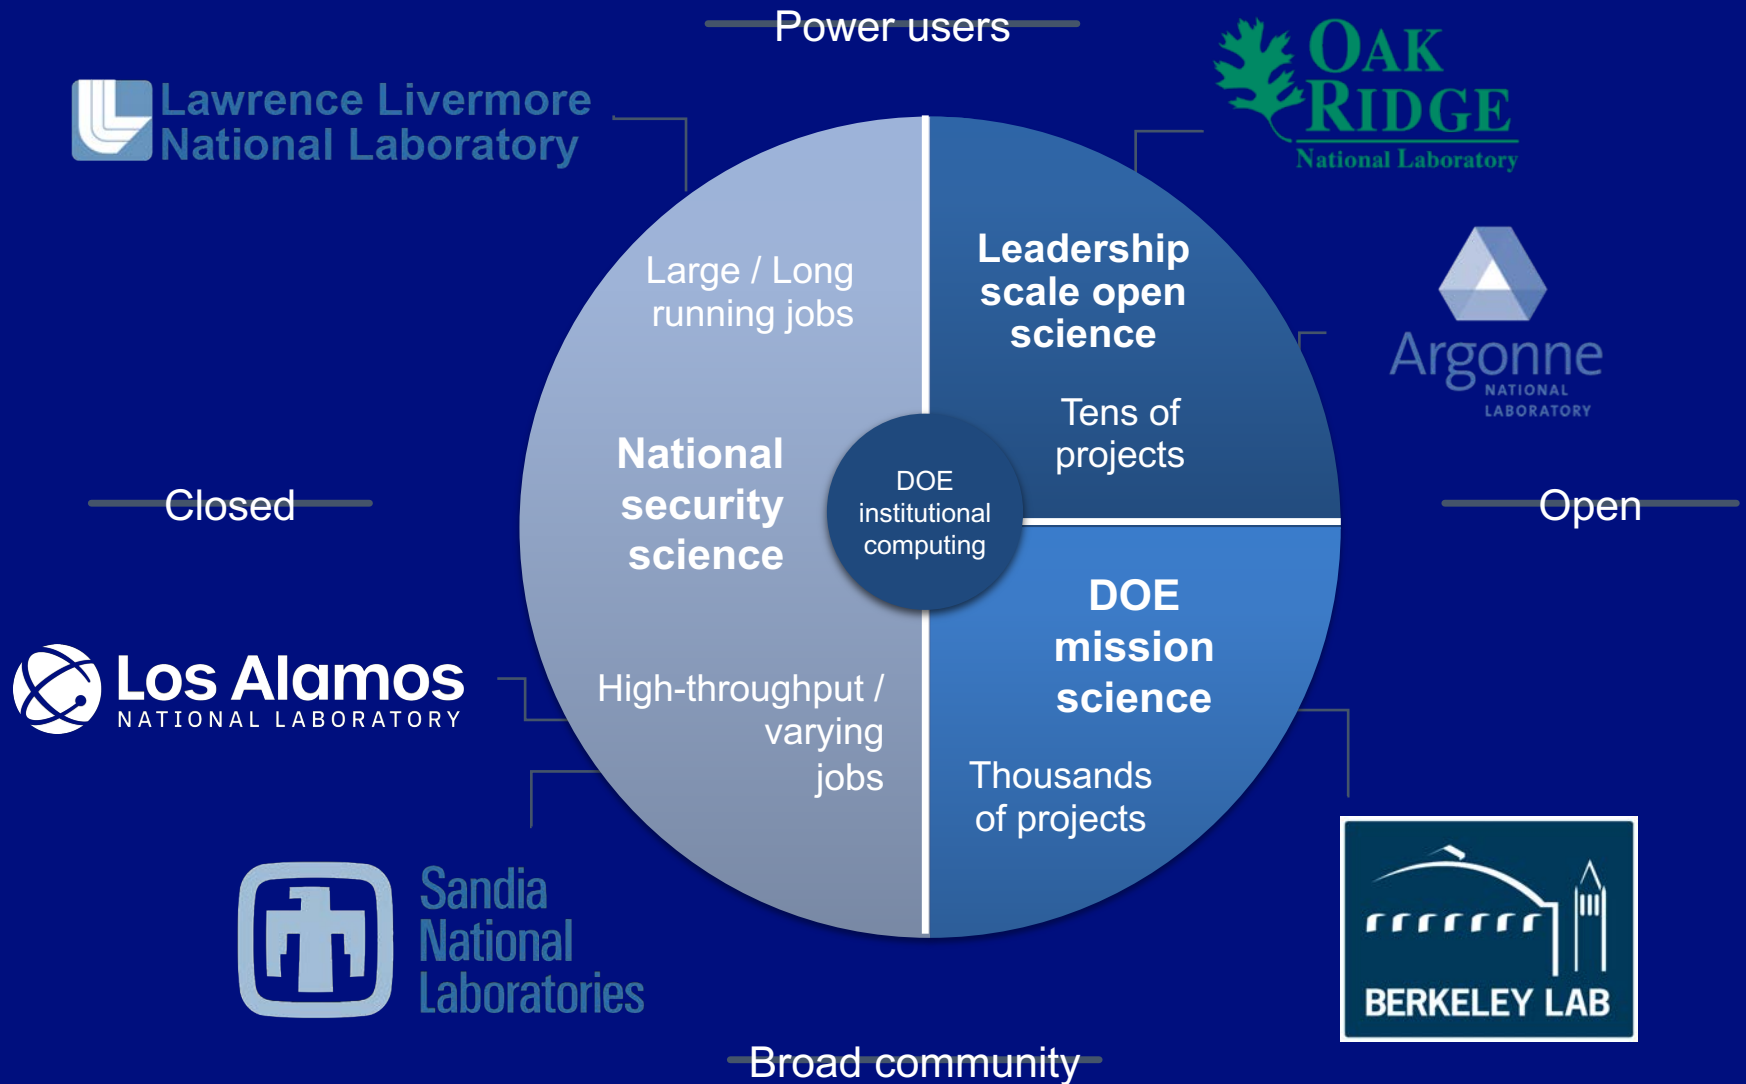 Power users
Lawrence Livermore
National Laboratory
OAK
RIDGE
National Laboratory
Large / Long
running jobs
Leadership
scale open
science
Argonne
NATIONAL
LABORATORY
Tens of
projects
National
security
science
DOE
institutional
computing
Closed
Open
DOE
mission
science
Los Alamos
NATIONAL LABORATORY
High-throughput /
varying
jobs
Thousands
of projects
Sandia
National
Laboratories
BERKELEY LAB
Broad community